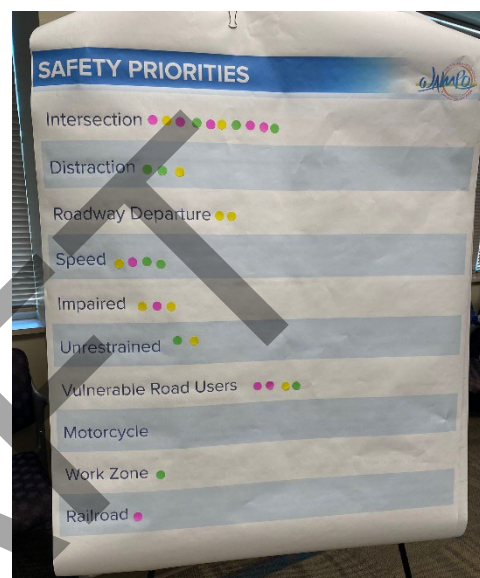 SAFETY PRIORITIES
Intersection
Distraction
Roadway Departure
Speed
Impaired
Unrestrained
Vulnerable Road Users
Motorcycle
Work Zone
Railroad